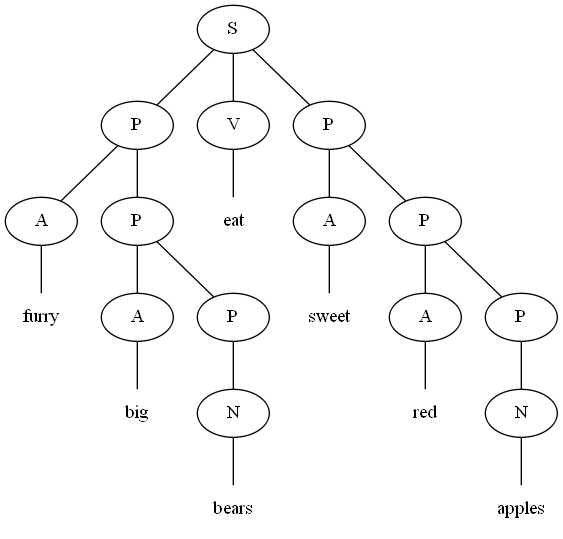 S
P V P
A P eat A P
furry A P sweet A P
big N red N
bears apples